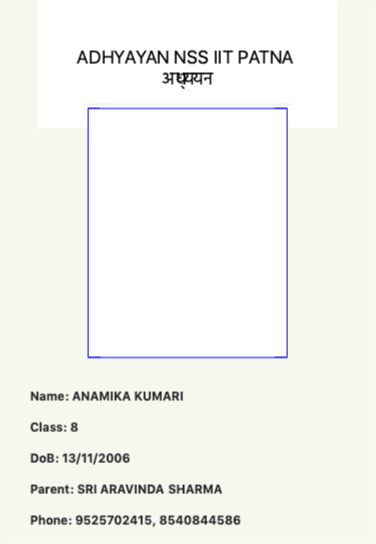 ADHYAYAN NSS IIT PATNA
अध्ययन
Name: ANAMIKA KUMARI
Class: 8
DoB: 13/11/2006
Parent: SRI ARAVINDA SHARMA
Phone: 9525702415, 8540844586